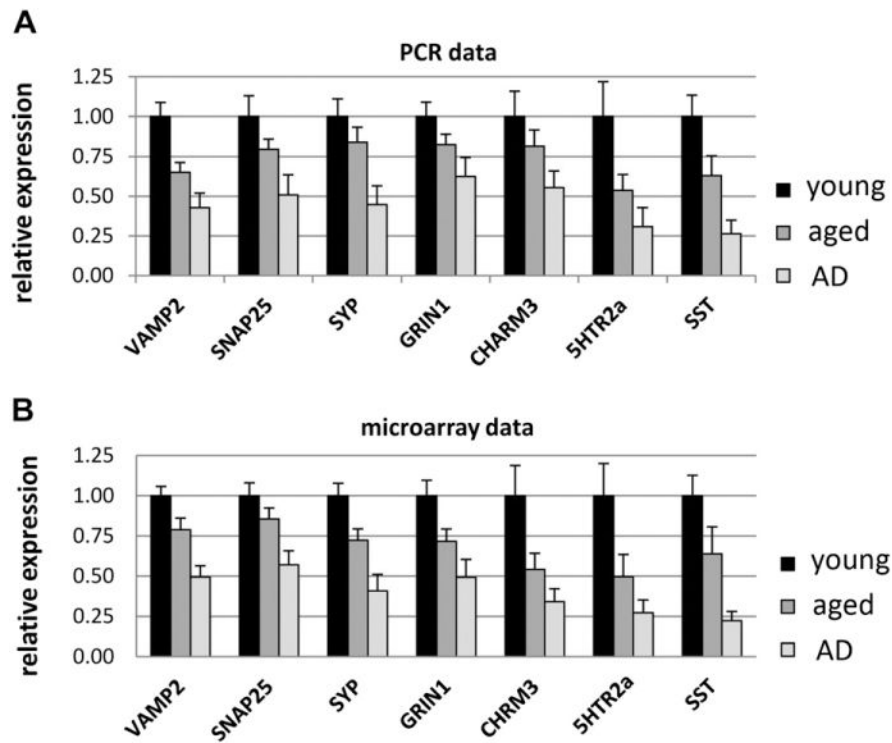 A
PCR data
relative expression
1.25
1.00
0.75
0.50
0.25
0.00
VAMP2
SNAP25
SYP
GRIN1
CHARM3
5HTR2a
SST
young
aged
AD
B
microarray data
relative expression
1.25
1.00
0.75
0.50
0.25
0.00
VAMP2
SNAP25
SYP
GRIN1
CHRM3
5HTR2a
SST
young
aged
AD